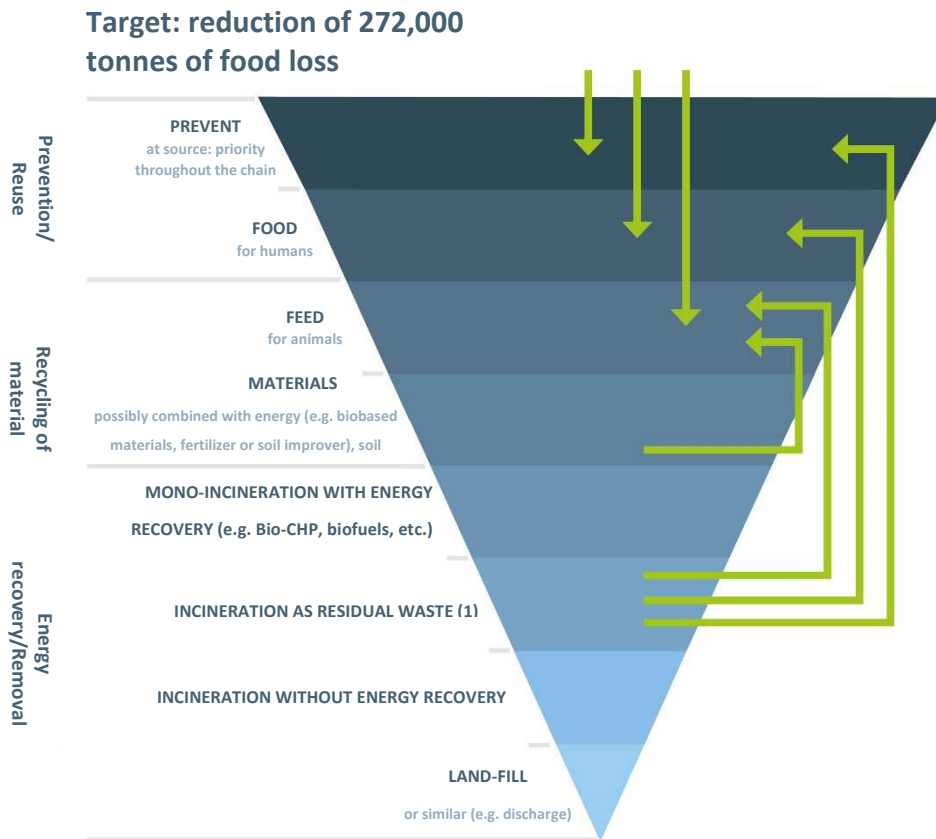 Target: reduction of 272,000
tonnes of food loss
Prevention/
Reuse
PREVENT
at source: priority
throughout the chain
FOOD
for humans
Recycling of
material
FEED
for animals
MATERIALS
possibly combined with energy (e.g. biobased
materials, fertilizer or soil improver), soil
Energy
recovery/Removal
MONO-INCINERATION WITH ENERGY
RECOVERY (e.g. Bio-CHP, biofuels, etc.)
INCINERATION AS RESIDUAL WASTE (1)
INCINERATION WITHOUT ENERGY RECOVERY
LAND-FILL
or similar (e.g. discharge)